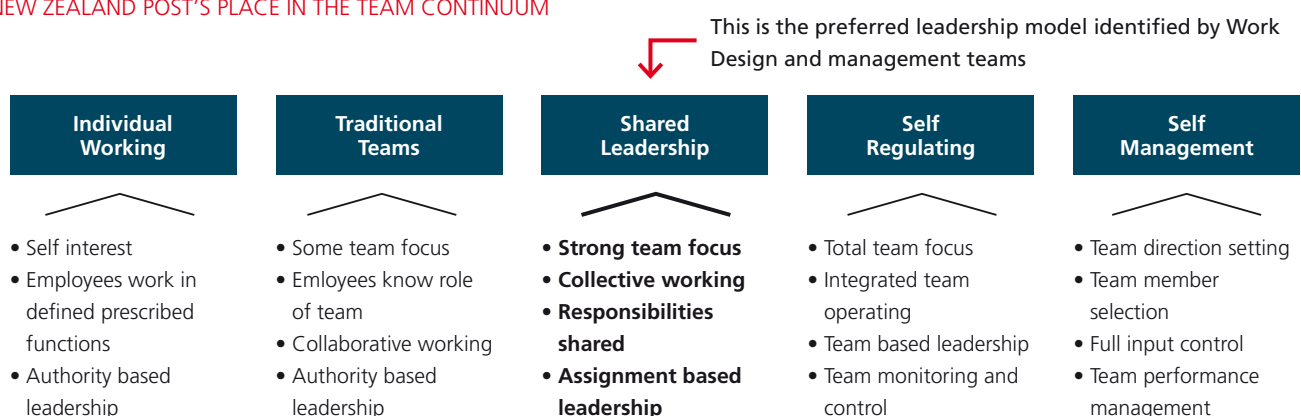 NEW ZEALAND POST'S PLACE IN THE TEAM CONTINUUM
This is the preferred leadership model identified by Work
Design and management teams
Individual
Working
Traditional
Teams
Shared
Leadership
Self
Regulating
Self
Management
• Self interest
• Employees work in
defined prescribed
functions
• Authority based
leadership
• Some team focus
• Emloyees know role
of team
• Collaborative working
• Authority based
leadership
• Strong team focus
• Collective working
• Responsibilities
shared
• Assignment based
leadership
• Total team focus
• Integrated team
operating
• Team based leadership
• Team monitoring and
control
• Team direction setting
• Team member
selection
• Full input control
• Team performance
management